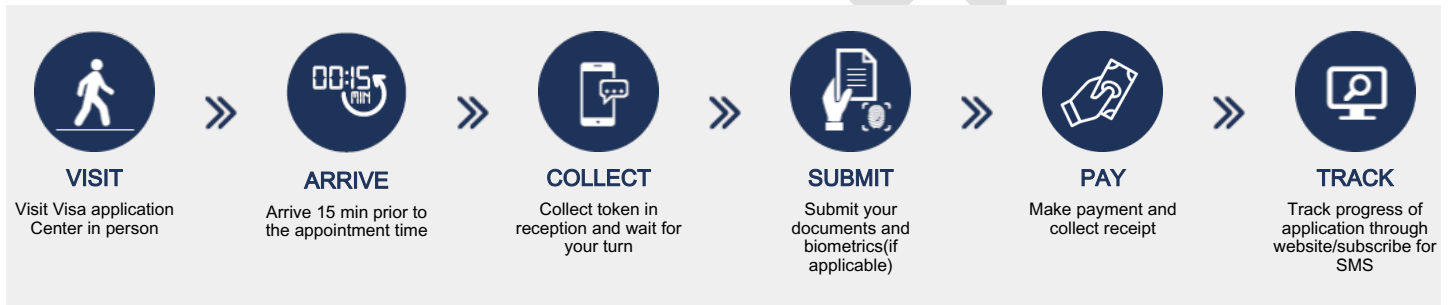 VISIT
Visit Visa application
Center in person
00:15
MIN
ARRIVE
Arrive 15 min prior to
the appointment time
COLLECT
Collect token in
reception and wait for
your turn
SUBMIT
Submit your
documents and
biometrics(if
applicable)
PAY
Make payment and
collect receipt
TRACK
Track progress of
application through
website/subscribe for
SMS